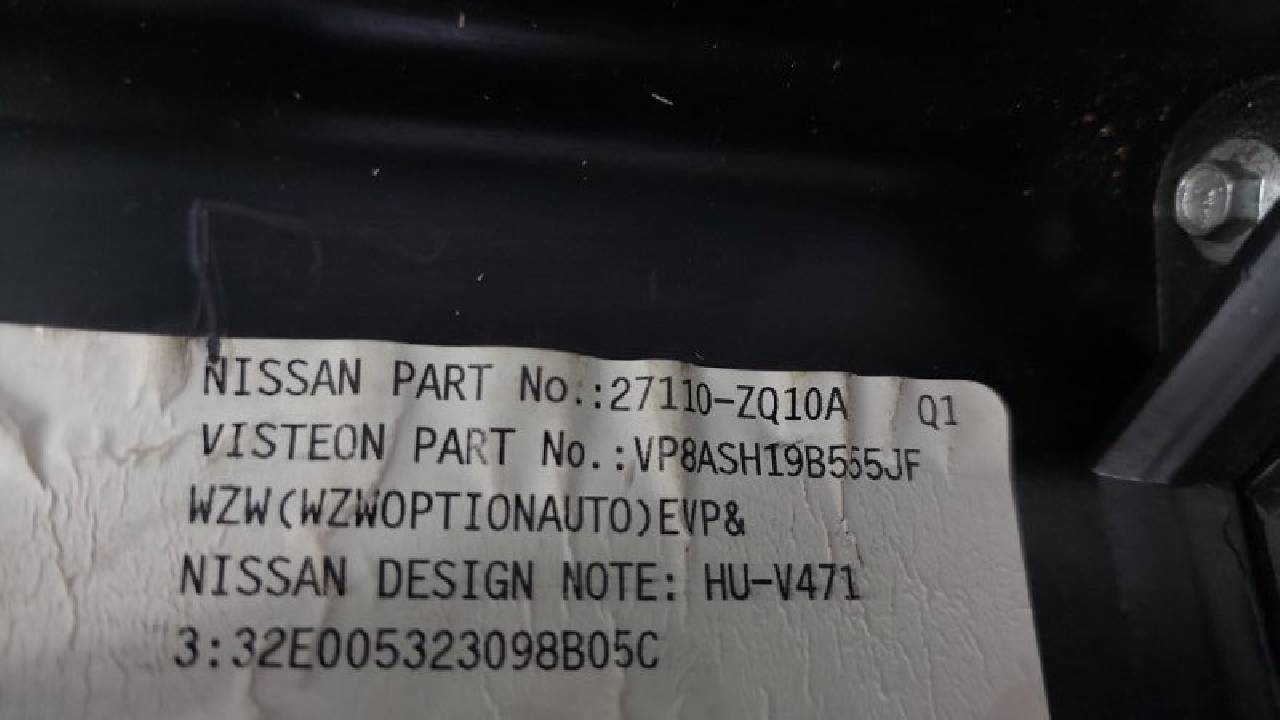 NISSAN PART No.:27110-ZQ10A Q1
VISTEON PART No.:VP8ASH19B555JF
WZW(WZWOPTIONAUTO)EVP&
NISSAN DESIGN NOTE: HU-V471
3:32E005323098B05C